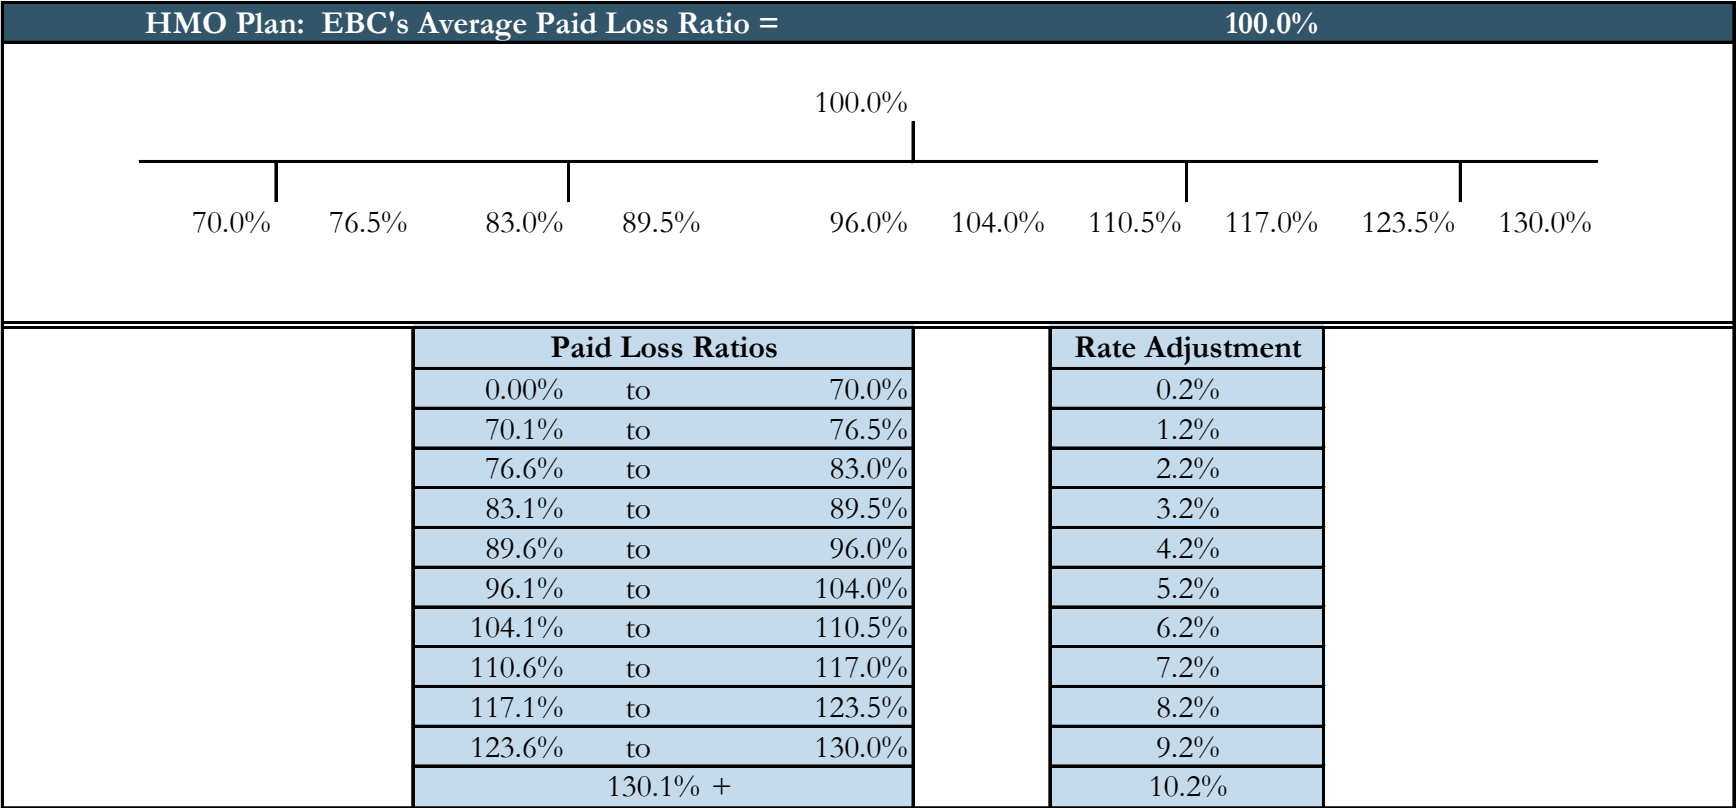 HMO Plan: EBC's Average Paid Loss Ratio = 100.0%
100.0%
70.0% 76.5% 83.0% 89.5% 96.0% 104.0% 110.5% 117.0% 123.5% 130.0%
Paid Loss Ratios Rate Adjustment
0.00% to 70.0% 0.2%
70.1% to 76.5% 1.2%
76.6% to 83.0% 2.2%
83.1% to 89.5% 3.2%
89.6% to 96.0% 4.2%
96.1% to 104.0% 5.2%
104.1% to 110.5% 6.2%
110.6% to 117.0% 7.2%
117.1% to 123.5% 8.2%
123.6% to 130.0% 9.2%
130.1% + 10.2%